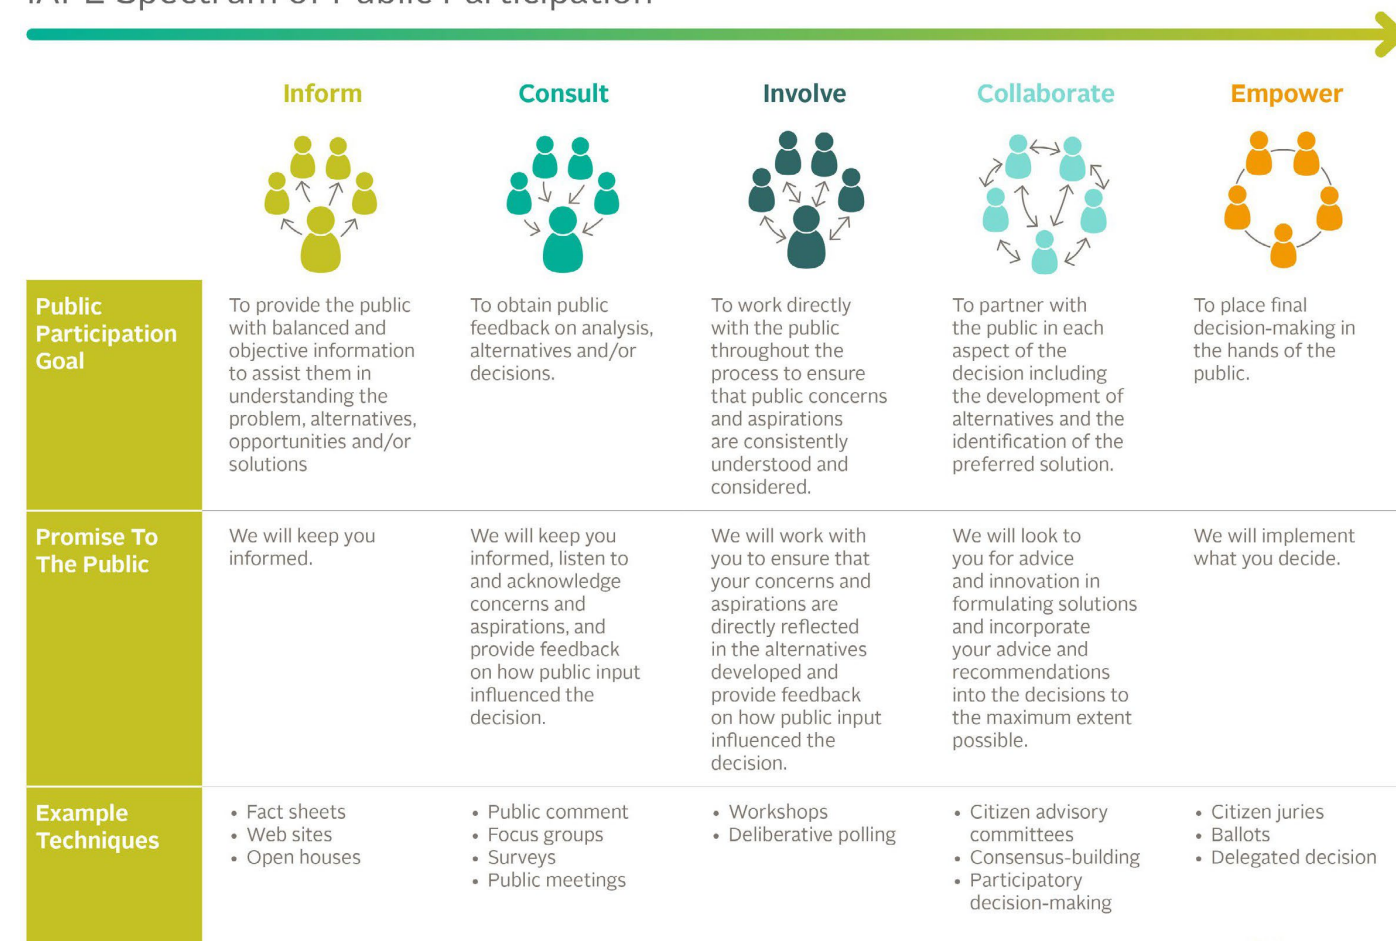 IAP2 Spectrum of Public Participation
Inform
Consult
Involve
Collaborate
Empower
Public
Participation
Goal
To provide the public
with balanced and
objective information
to assist them in
understanding the
problem, alternatives,
opportunities and/or
solutions
To obtain public
feedback on analysis,
alternatives and/or
decisions.
To work directly
with the public
throughout the
process to ensure
that public concerns
and aspirations
are consistently
understood and
considered.
To partner with
the public in each
aspect of the
decision including
the development of
alternatives and the
identification of the
preferred solution.
To place final
decision-making in
the hands of the
public.
Promise To
The Public
We will keep you
informed.
We will keep you
informed, listen to
and acknowledge
concerns and
aspirations, and
provide feedback
on how public input
influenced the
decision.
We will work with
you to ensure that
your concerns and
aspirations are
directly reflected
in the alternatives
developed and
provide feedback
on how public input
influenced the
decision.
We will look to
you for advice
and innovation in
formulating solutions
and incorporate
your advice and
recommendations
into the decisions to
the maximum extent
possible.
We will implement
what you decide.
Example
Techniques
• Fact sheets
• Web sites
• Open houses
• Public comment
• Focus groups
• Surveys
• Public meetings
• Workshops
• Deliberative polling
• Citizen advisory
committees
• Consensus-building
• Participatory
decision-making
• Citizen juries
• Ballots
• Delegated decision